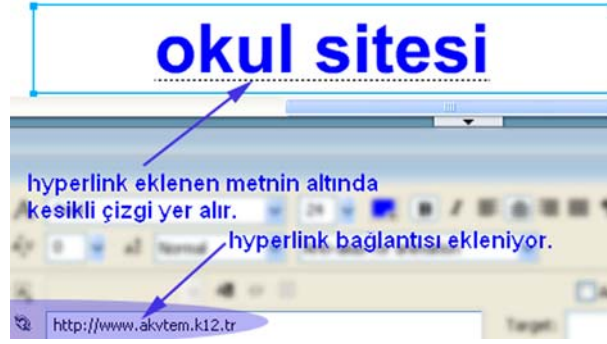 okul sitesi
hyperlink eklenen metnin altında
kesikli çizgi yer alır.
24
hyperlink bağlantısı ekleniyor.
0
Normal
http://www.akvtem.k12.tr
Target: